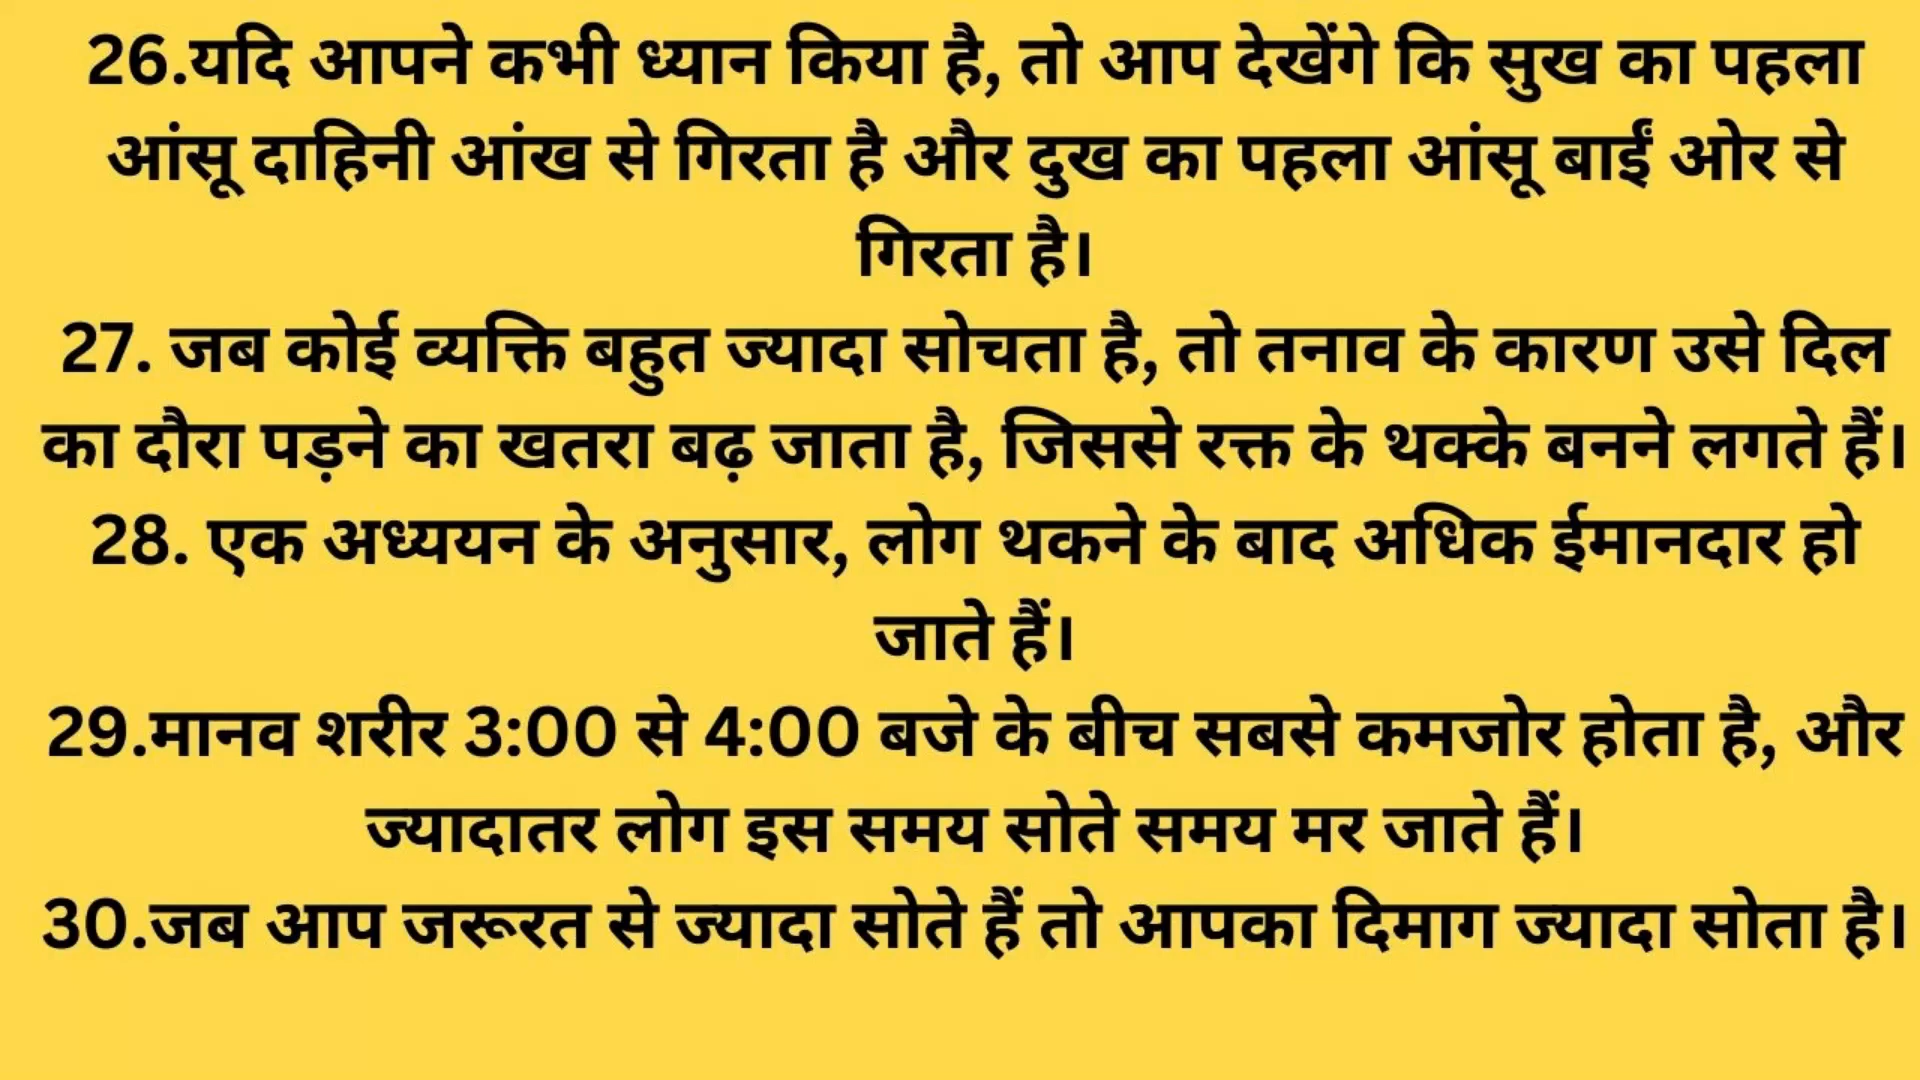 26.यदि आपने कभी ध्यान किया है, तो आप देखेंगे कि सुख का पहला
आंसू दाहिनी आंख से गिरता है और दुख का पहला आंसू बाईं ओर से
गिरता है।
27. जब कोई व्यक्ति बहुत ज्यादा सोचता है, तो तनाव के कारण उसे दिल
का दौरा पड़ने का खतरा बढ़ जाता है, जिससे रक्त के थक्के बनने लगते हैं।
28. एक अध्ययन के अनुसार, लोग थकने के बाद अधिक ईमानदार हो
जाते हैं।
29.मानव शरीर 3:00 से 4:00 बजे के बीच सबसे कमजोर होता है, और
ज्यादातर लोग इस समय सोते समय मर जाते हैं।
30.जब आप जरूरत से ज्यादा सोते हैं तो आपका दिमाग ज्यादा सोता है।